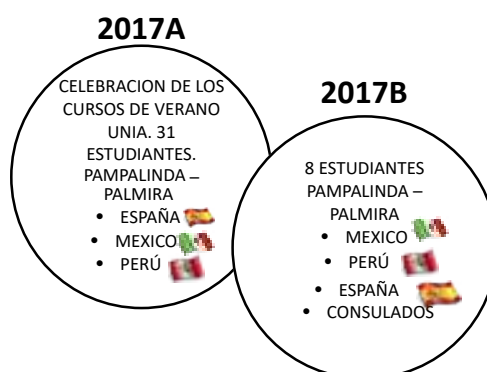 2017A
CELEBRACION DE LOS
CURSOS DE VERANO
UNIA. 31
ESTUDIANTES.
PAMPALINDA –
PALMIRA
• ESPAÑA
• MEXICO
• PERÚ
2017B
8 ESTUDIANTES
PAMPALINDA –
PALMIRA
• MEXICO
• PERÚ
• ESPAÑA
• CONSULADOS